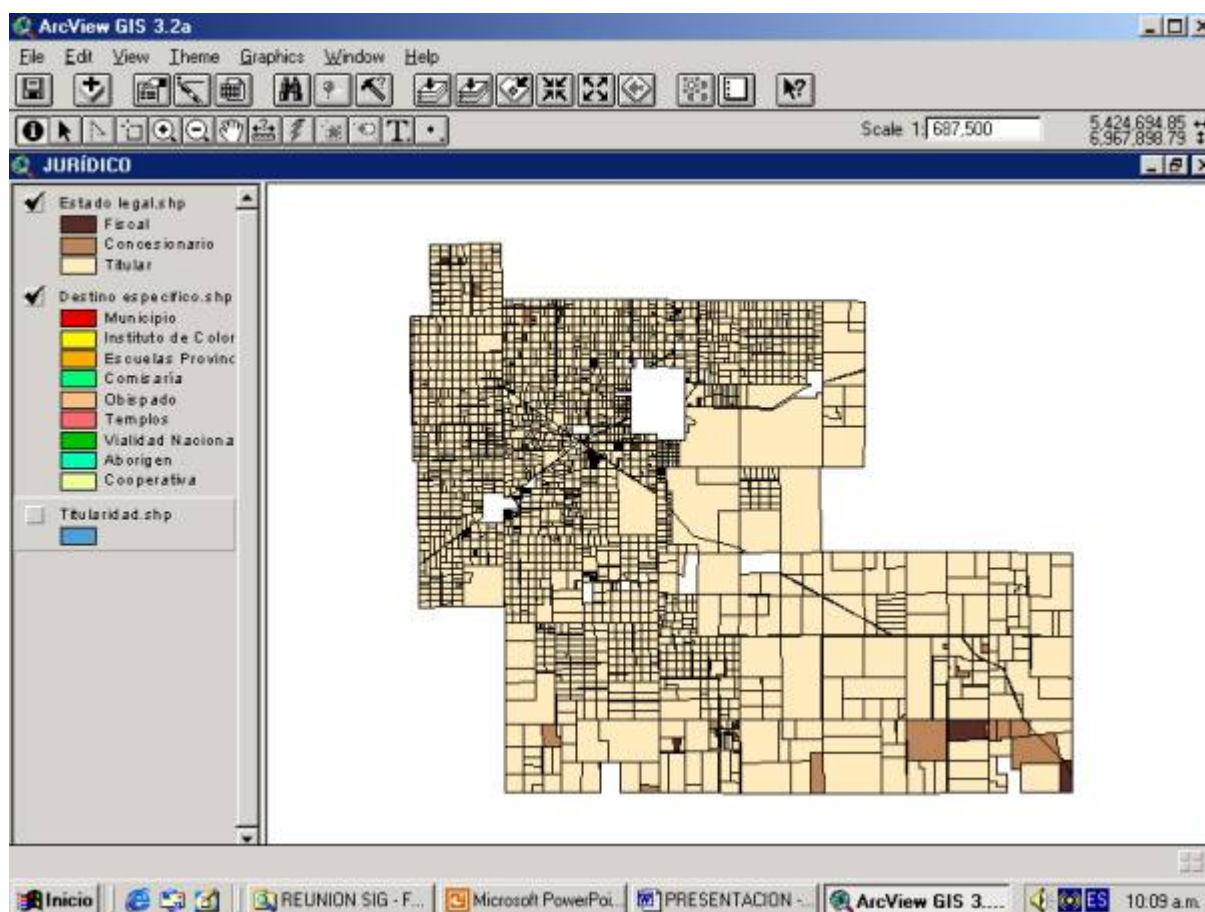 ArcView GIS 3.2a
File Edit View Theme Graphics Window Help
Scale 1: 687,500
5,424,694.85
6,967,898.79
JURÍDICO
Estado legal.shp
Fiscal
Concesionario
Titular
Destino específico.shp
Municipio
Instituto de Color
Escuelas Provinc
Comisaría
Obispado
Templos
Vialidad Naciona
Aborigen
Cooperativa
Titularidad.shp
Inicio REUNION SIG - F... Microsoft PowerPoi... PRESENTACION -... ArcView GIS 3.... ES 10:09 a.m.